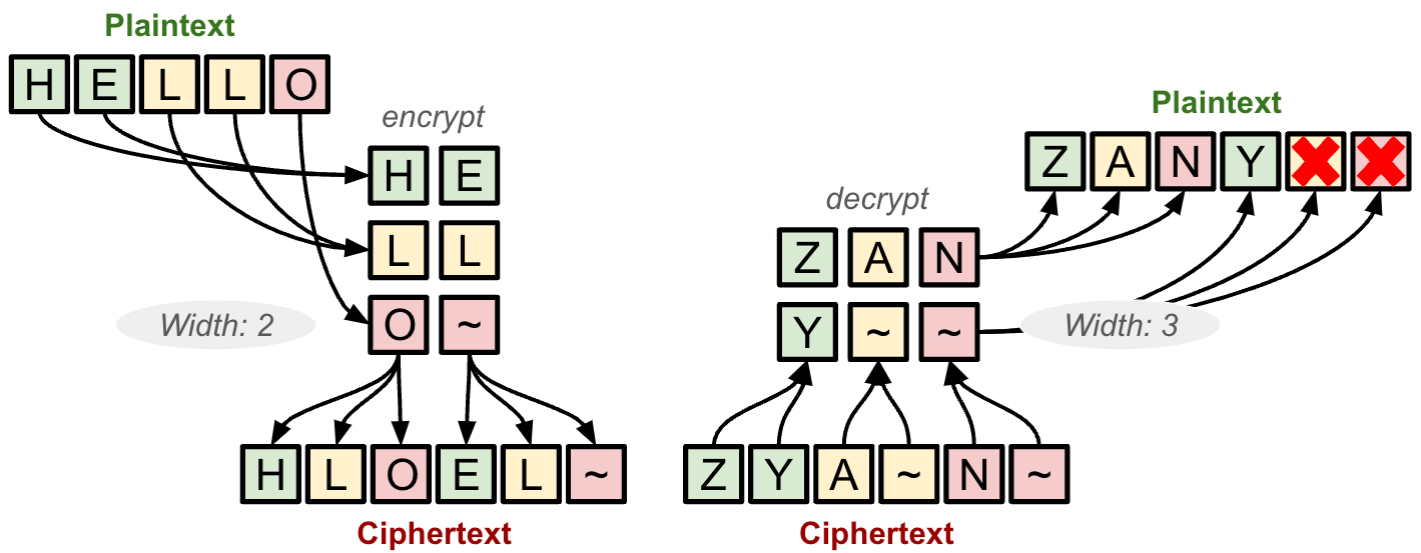 Plaintext
H E L L O
encrypt
H E
L L
O ~
Width: 2
H L O E L ~
Ciphertext
Plaintext
Z A N Y
decrypt
Z A N
Y ~ ~
Width: 3
Z Y A ~ N ~
Ciphertext